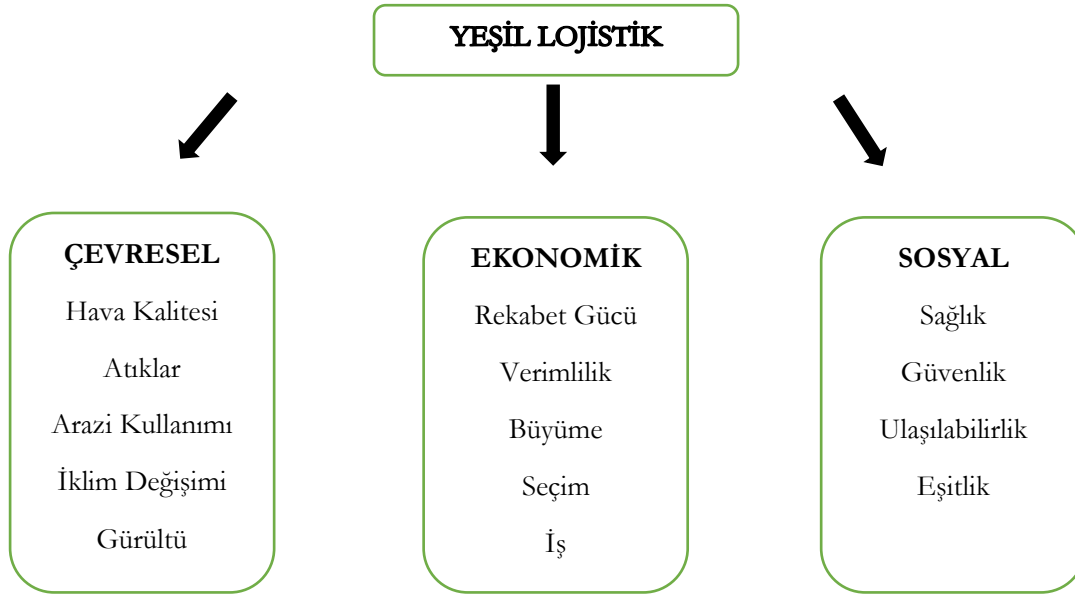 YEŞİL LOJİSTİK
ÇEVRESEL
Hava Kalitesi
Atıklar
Arazi Kullanımı
İklim Değişimi
Gürültü
EKONOMİK
Rekabet Gücü
Verimlilik
Büyüme
Seçim
İş
SOSYAL
Sağlık
Güvenlik
Ulaşılabilirlik
Eşitlik